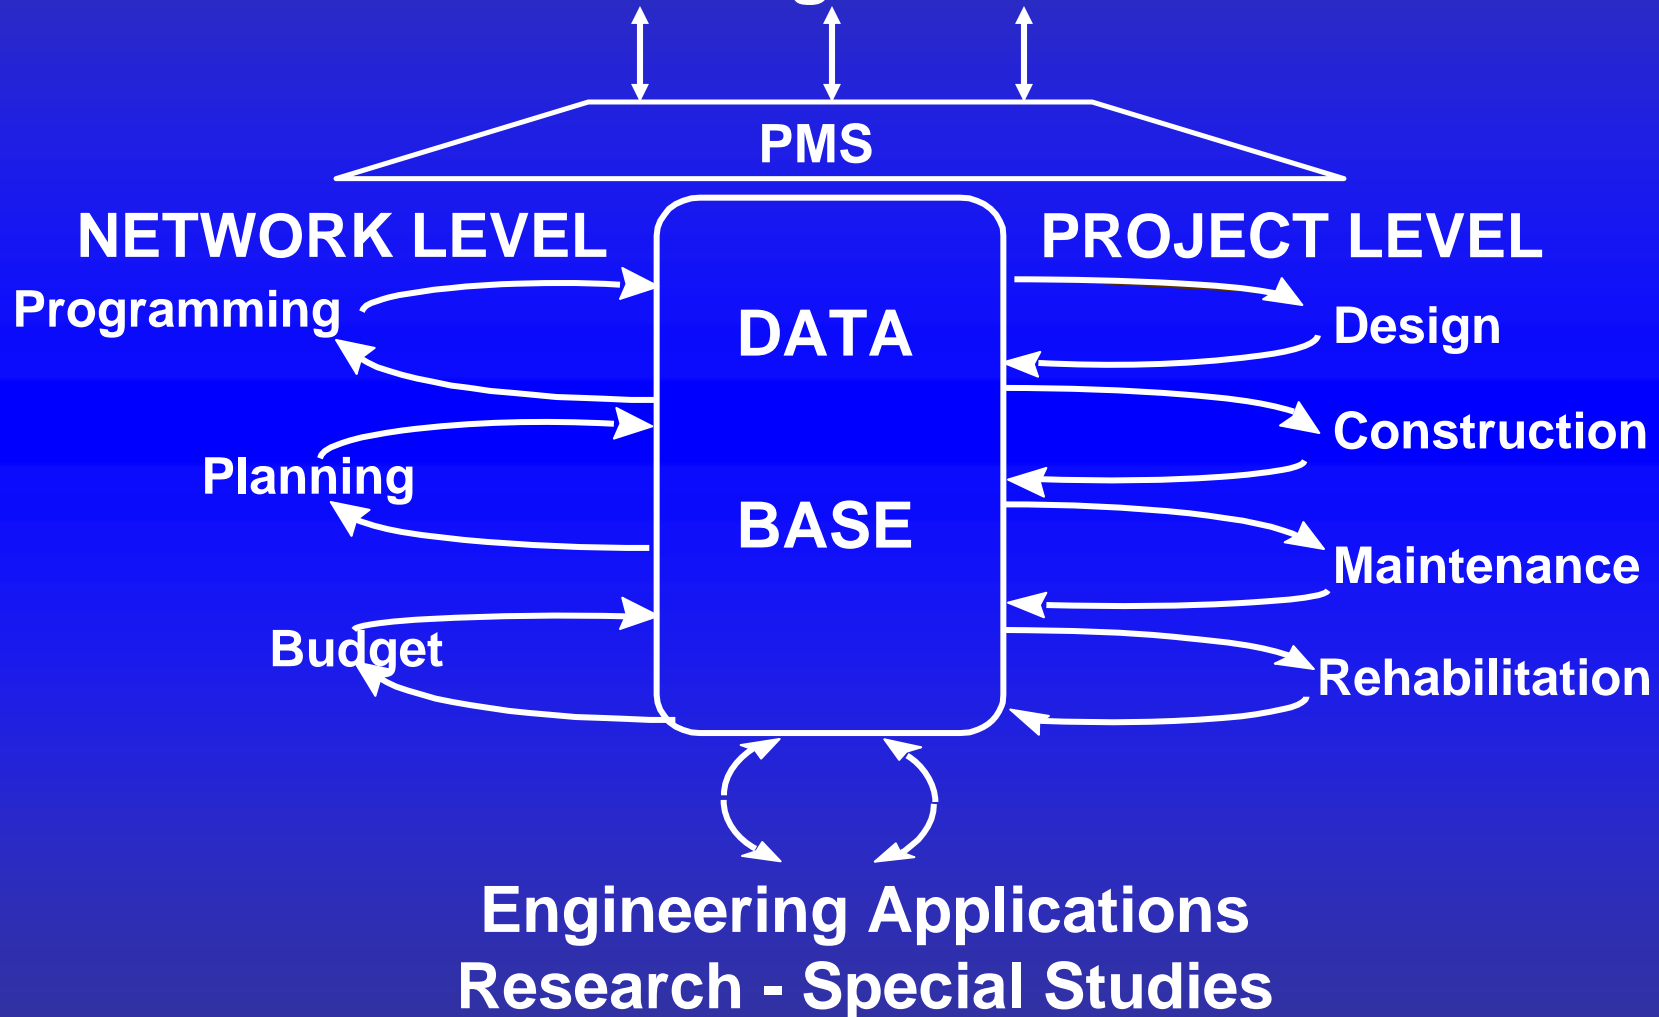 PMS
NETWORK LEVEL
PROJECT LEVEL
Programming
Design
DATA
Construction
Planning
BASE
Maintenance
Budget
Rehabilitation
Engineering Applications
Research - Special Studies